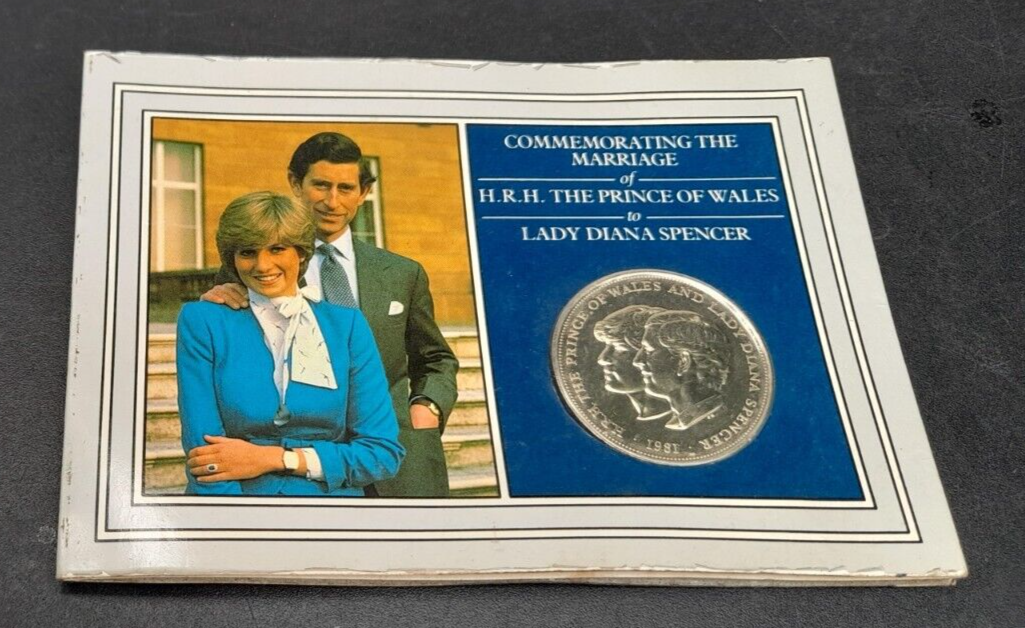 COMMEMORATING THE
MARRIAGE
of
H.R.H. THE PRINCE OF WALES
to
LADY DIANA SPENCER
H.R.H. THE PRINCE OF WALES AND LADY DIANA SPENCER
· 1981 ·